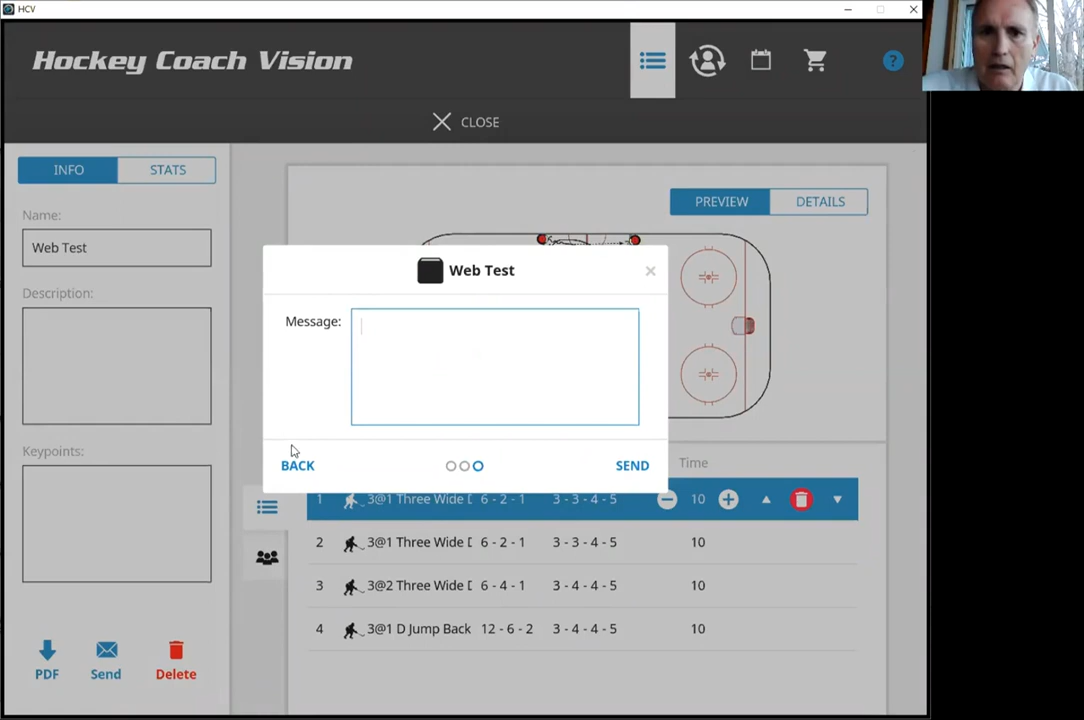 HCV
Hockey Coach Vision
?
CLOSE
INFO
STATS
Name:
Web Test
Description:
Keypoints:
PDF
Send
Delete
PREVIEW
DETAILS
Web Test
Message:
BACK
SEND
Time
1 3@1 Three Wide D 6 - 2 - 1 3 - 3 - 4 - 5 10
2 3@1 Three Wide D 6 - 2 - 1 3 - 3 - 4 - 5 10
3 3@2 Three Wide D 6 - 4 - 1 3 - 4 - 4 - 5 10
4 3@1 D Jump Back 12 - 6 - 2 3 - 4 - 4 - 5 10